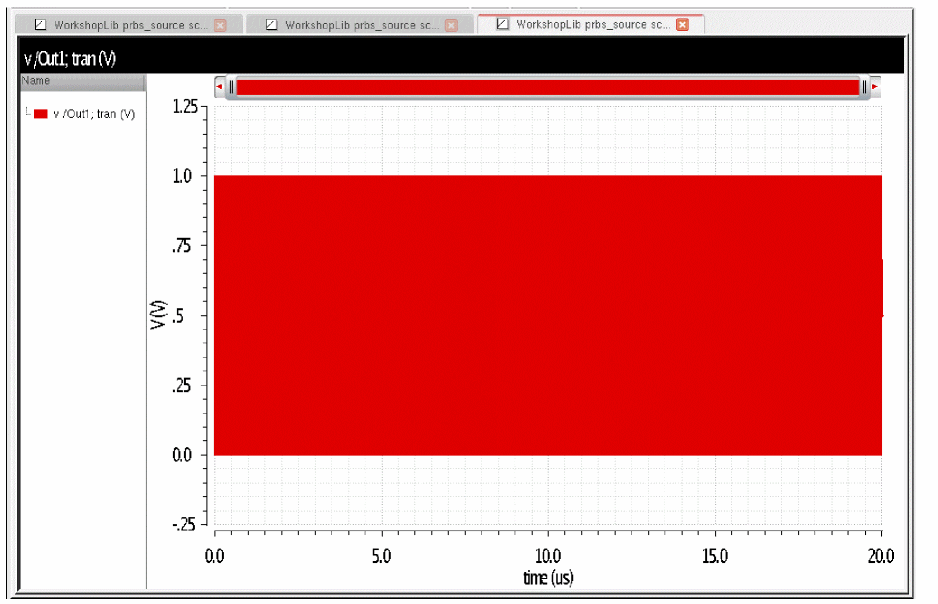 WorkshopLib prbs_source sc... WorkshopLib prbs_source sc... WorkshopLib prbs_source sc...
v /Out1; tran (V)
Name
v /Out1; tran (V)
1.25
1.0
.75
.5
.25
0.0
-.25
V (V)
0.0 5.0 10.0 15.0 20.0
time (us)